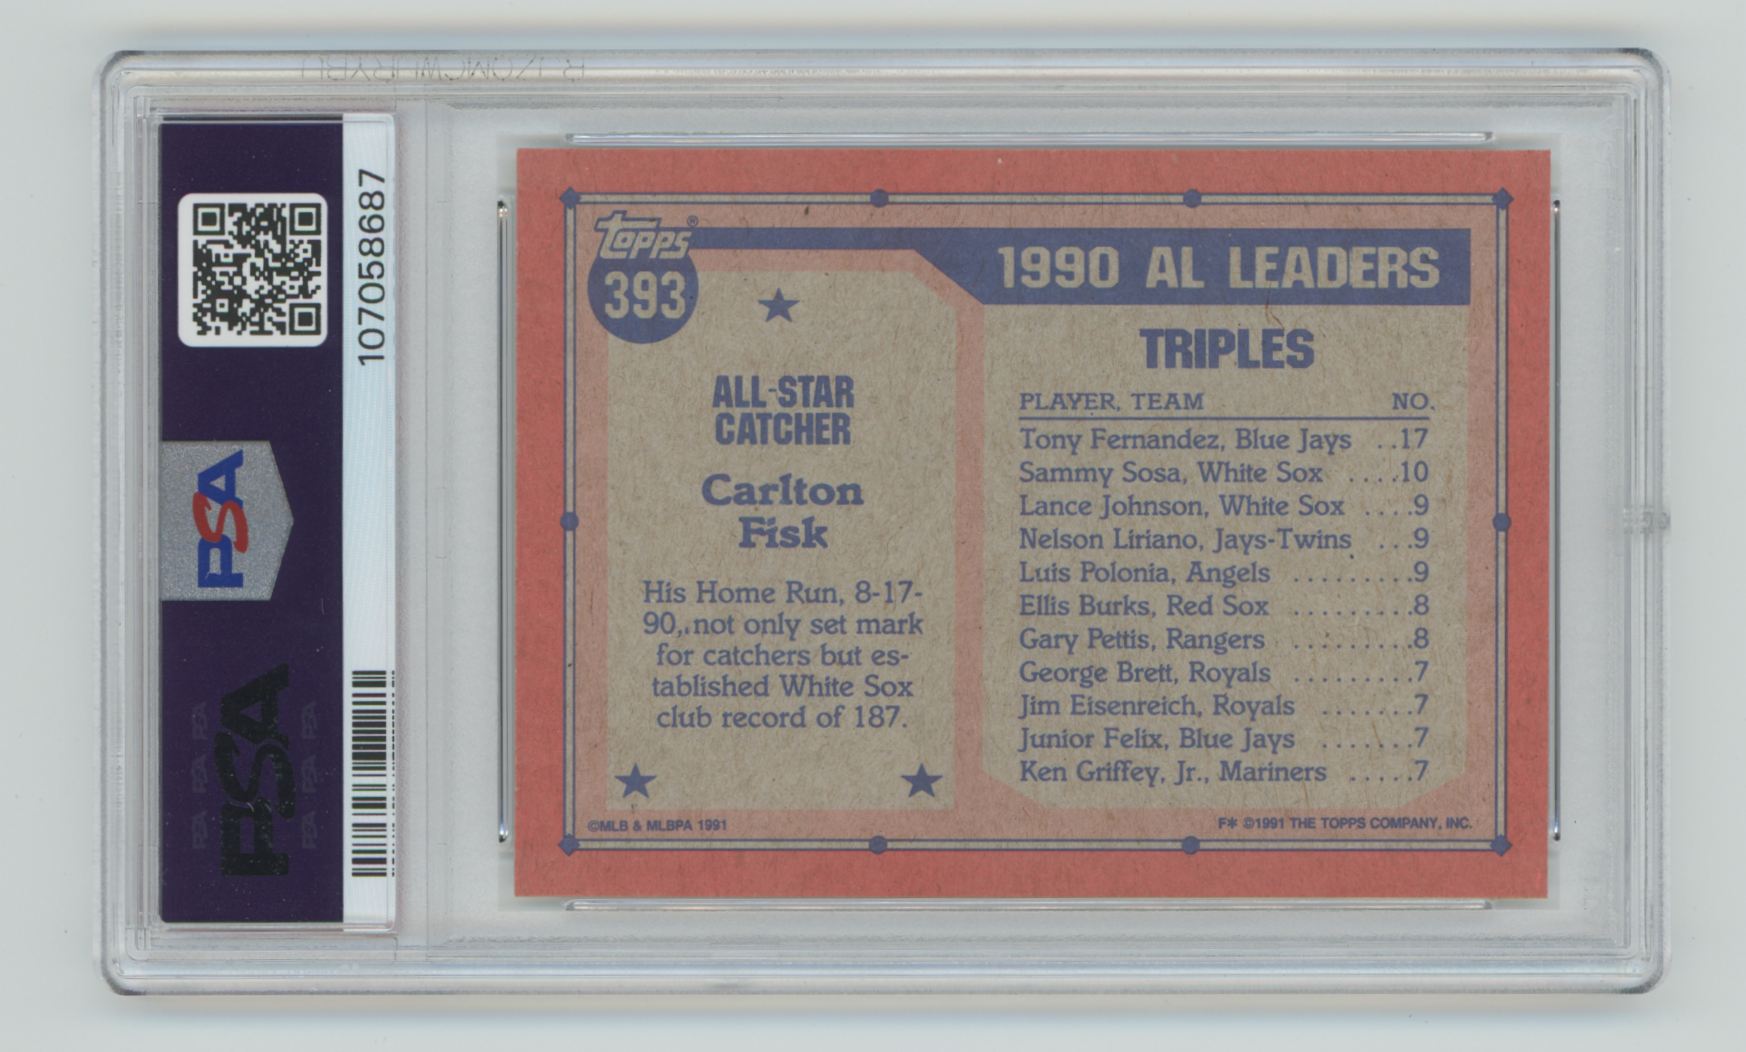 107058687
PSA
PSA
topps®
393
ALL-STAR
CATCHER
Carlton
Fisk
His Home Run, 8-17-
90, not only set mark
for catchers but es-
tablished White Sox
club record of 187.
©MLB & MLBPA 1991
1990 AL LEADERS
TRIPLES
PLAYER, TEAM NO.
Tony Fernandez, Blue Jays ..17
Sammy Sosa, White Sox ....10
Lance Johnson, White Sox ....9
Nelson Liriano, Jays-Twins ...9
Luis Polonia, Angels .........9
Ellis Burks, Red Sox .........8
Gary Pettis, Rangers .........8
George Brett, Royals .........7
Jim Eisenreich, Royals .......7
Junior Felix, Blue Jays .......7
Ken Griffey, Jr., Mariners .....7
F* ©1991 THE TOPPS COMPANY, INC.